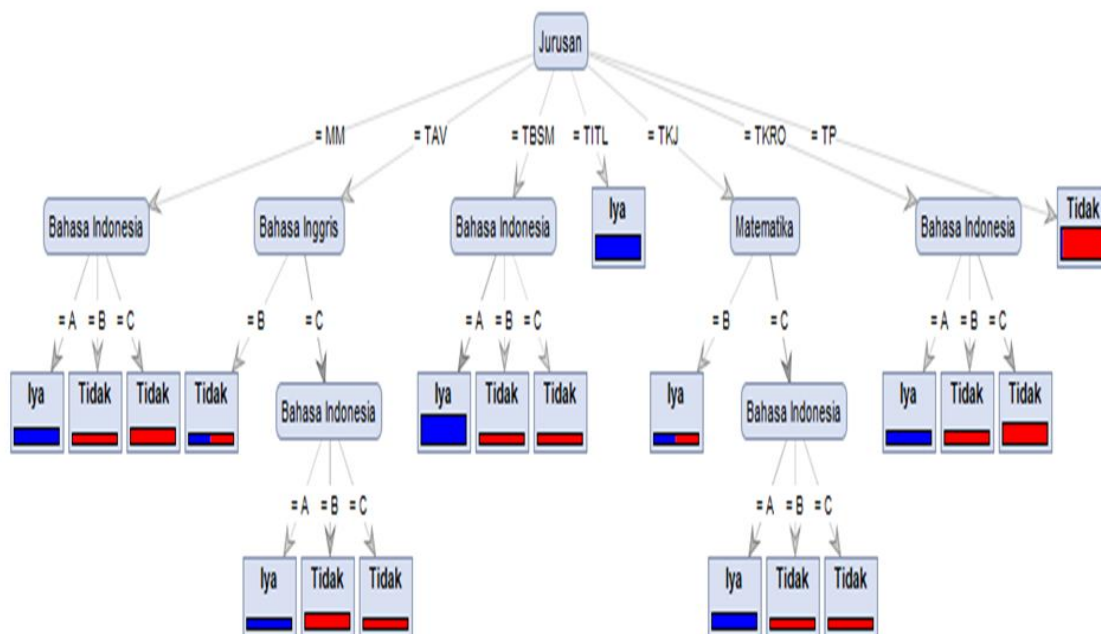 Jurusan
= MM = TAV = TBSM = TITL = TKJ = TKRO = TP
Bahasa Indonesia Bahasa Inggris Bahasa Indonesia Iya Matematika Bahasa Indonesia Tidak
= A = B = C = B = C = A = B = C = B = C = A = B = C
Iya Tidak Tidak Tidak Bahasa Indonesia Iya Tidak Tidak Iya Bahasa Indonesia Iya Tidak Tidak
= A = B = C = A = B = C
Iya Tidak Tidak Iya Tidak Tidak